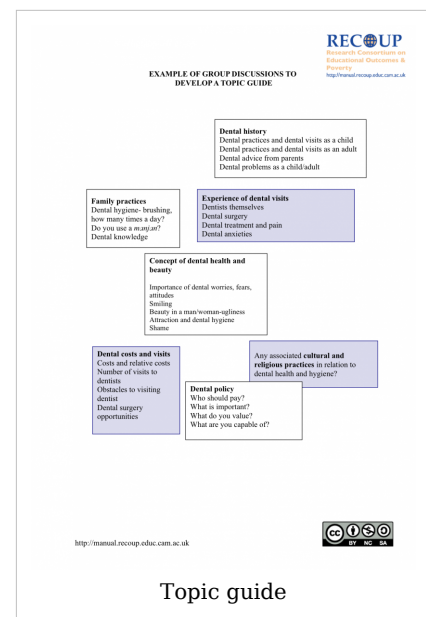 RECOUP
Research Consortium on
Educational Outcomes &
Poverty
http://manual.recoup.educ.cam.ac.uk
EXAMPLE OF GROUP DISCUSSIONS TO
DEVELOP A TOPIC GUIDE
Dental history
Dental practices and dental visits as a child
Dental practices and dental visits as an adult
Dental advice from parents
Dental problems as a child/adult
Family practices
Dental hygiene- brushing,
how many times a day?
Do you use a mɜnjɜn?
Dental knowledge
Experience of dental visits
Dentists themselves
Dental surgery
Dental treatment and pain
Dental anxieties
Concept of dental health and
beauty
Importance of dental worries, fears,
attitudes
Smiling
Beauty in a man/woman-ugliness
Attraction and dental hygiene
Shame
Dental costs and visits
Costs and relative costs
Number of visits to
dentists
Obstacles to visiting
dentist
Dental surgery
opportunities
Any associated cultural and
religious practices in relation to
dental health and hygiene?
Dental policy
Who should pay?
What is important?
What do you value?
What are you capable of?
http://manual.recoup.educ.cam.ac.uk
cc
BY NC SA
Topic guide